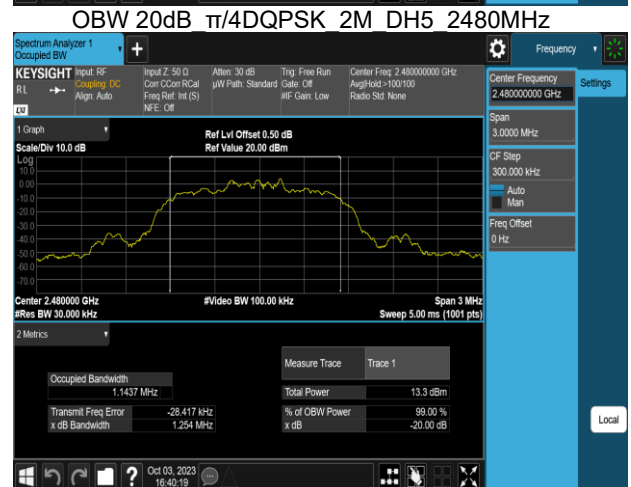 OBW 20dB_π/4DQPSK_2M_DH5_2480MHz
Spectrum Analyzer 1
Occupied BW
Frequency
KEYSIGHT
RL
LXI
Input: RF
Coupling: DC
Align: Auto
Input Z: 50 Ω
Corr CCorr RCal
Freq Ref: Int (S)
NFE: Off
Atten: 30 dB
µW Path: Standard
Trig: Free Run
Gate: Off
#IF Gain: Low
Center Freq: 2.480000000 GHz
Avg|Hold:>100/100
Radio Std: None
Center Frequency
2.480000000 GHz
Settings
Span
3.0000 MHz
CF Step
300.000 kHz
Auto
Man
Freq Offset
0 Hz
1 Graph
Scale/Div 10.0 dB
Ref Lvl Offset 0.50 dB
Ref Value 20.00 dBm
Log
10.0
0.00
-10.0
-20.0
-30.0
-40.0
-50.0
-60.0
-70.0
Center 2.480000 GHz
#Video BW 100.00 kHz
Span 3 MHz
#Res BW 30.000 kHz
Sweep 5.00 ms (1001 pts)
2 Metrics
Measure Trace Trace 1
Occupied Bandwidth
1.1437 MHz
Total Power 13.3 dBm
Transmit Freq Error -28.417 kHz
% of OBW Power 99.00 %
x dB Bandwidth 1.254 MHz
x dB -20.00 dB
Local
?
Oct 03, 2023
16:40:19